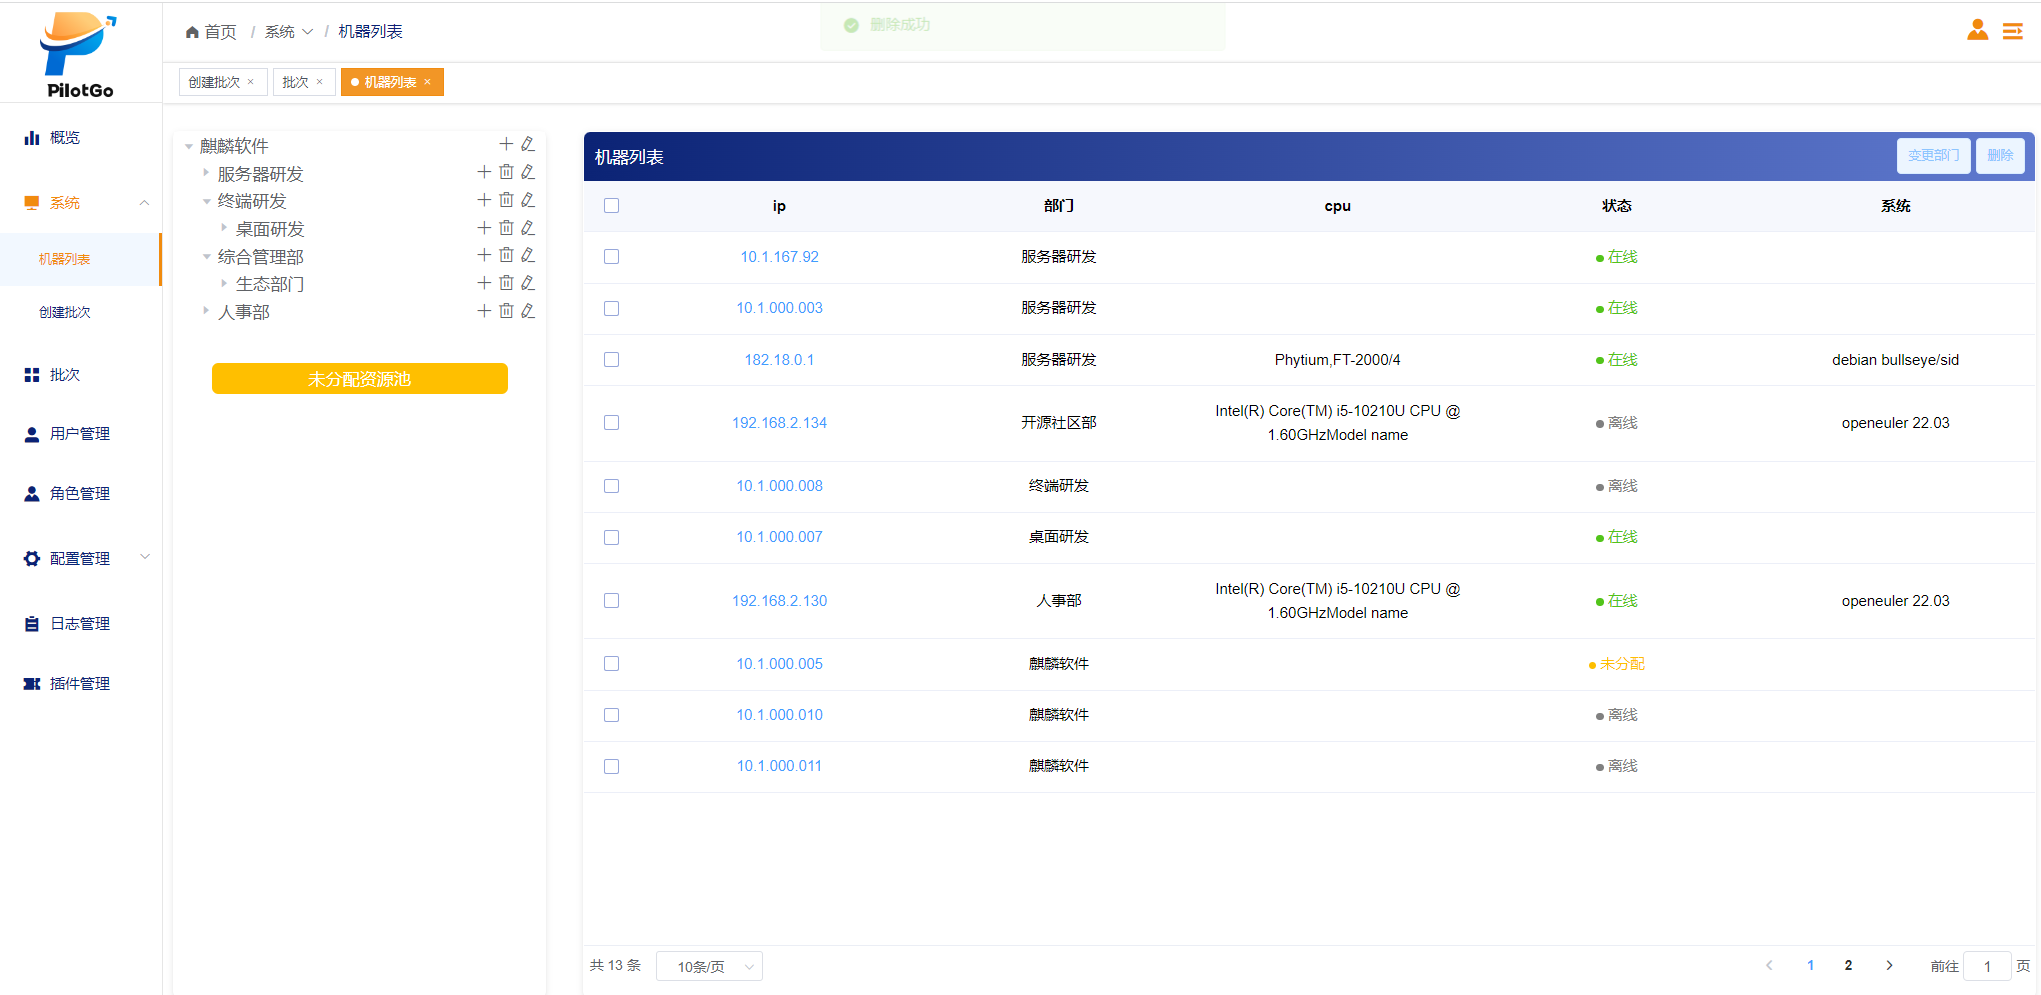 PilotGo
首页 / 系统 / 机器列表
删除成功
创建批次 × 批次 × 机器列表 ×
概览
系统
机器列表
创建批次
批次
用户管理
角色管理
配置管理
日志管理
插件管理
麒麟软件
服务器研发
终端研发
桌面研发
综合管理部
生态部门
人事部
未分配资源池
机器列表 变更部门 删除
ip 部门 cpu 状态 系统
10.1.167.92 服务器研发 在线
10.1.000.003 服务器研发 在线
182.18.0.1 服务器研发 Phytium,FT-2000/4 在线 debian bullseye/sid
192.168.2.134 开源社区部 Intel(R) Core(TM) i5-10210U CPU @ 离线 openeuler 22.03
1.60GHzModel name
10.1.000.008 终端研发 离线
10.1.000.007 桌面研发 在线
192.168.2.130 人事部 Intel(R) Core(TM) i5-10210U CPU @ 在线 openeuler 22.03
1.60GHzModel name
10.1.000.005 麒麟软件 未分配
10.1.000.010 麒麟软件 离线
10.1.000.011 麒麟软件 离线
共 13 条 10条/页 1 2 前往 1 页